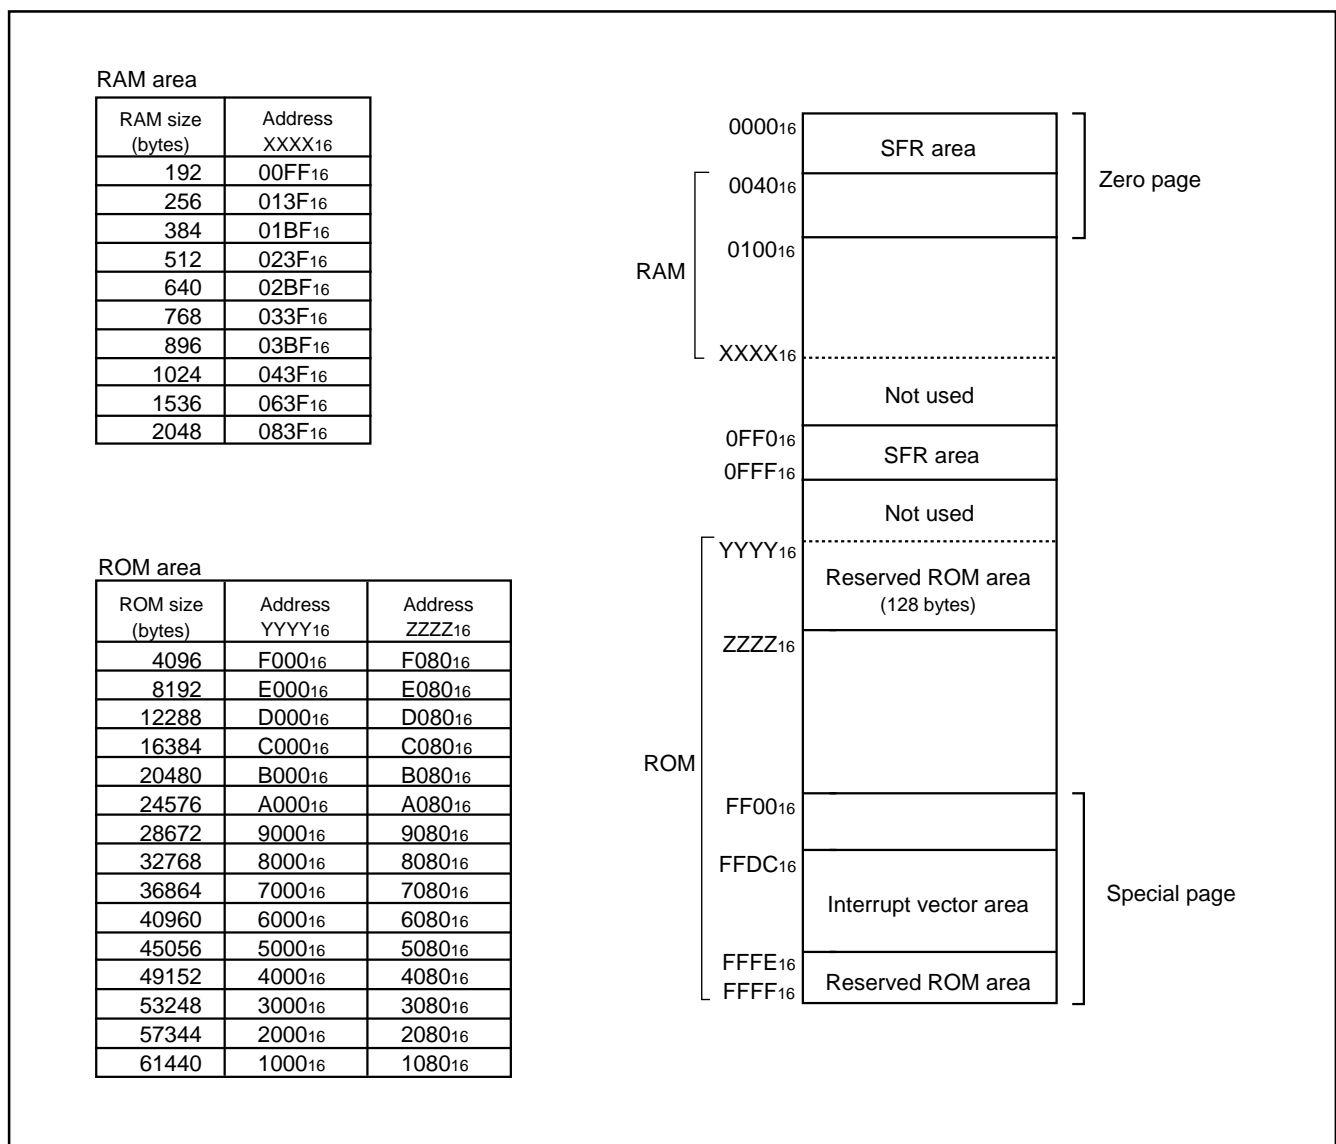 RAM area
RAM size (bytes) Address XXXX16
192 00FF16
256 013F16
384 01BF16
512 023F16
640 02BF16
768 033F16
896 03BF16
1024 043F16
1536 063F16
2048 083F16
ROM area
ROM size (bytes) Address YYYY16 Address ZZZZ16
4096 F00016 F08016
8192 E00016 E08016
12288 D00016 D08016
16384 C00016 C08016
20480 B00016 B08016
24576 A00016 A08016
28672 900016 908016
32768 800016 808016
36864 700016 708016
40960 600016 608016
45056 500016 508016
49152 400016 408016
53248 300016 308016
57344 200016 208016
61440 100016 108016
000016
SFR area
004016
Zero page
010016
RAM
XXXX16
Not used
0FF016
SFR area
0FFF16
Not used
YYYY16
Reserved ROM area
(128 bytes)
ZZZZ16
ROM
FF0016
FFDC16
Interrupt vector area
Special page
FFFE16
Reserved ROM area
FFFF16